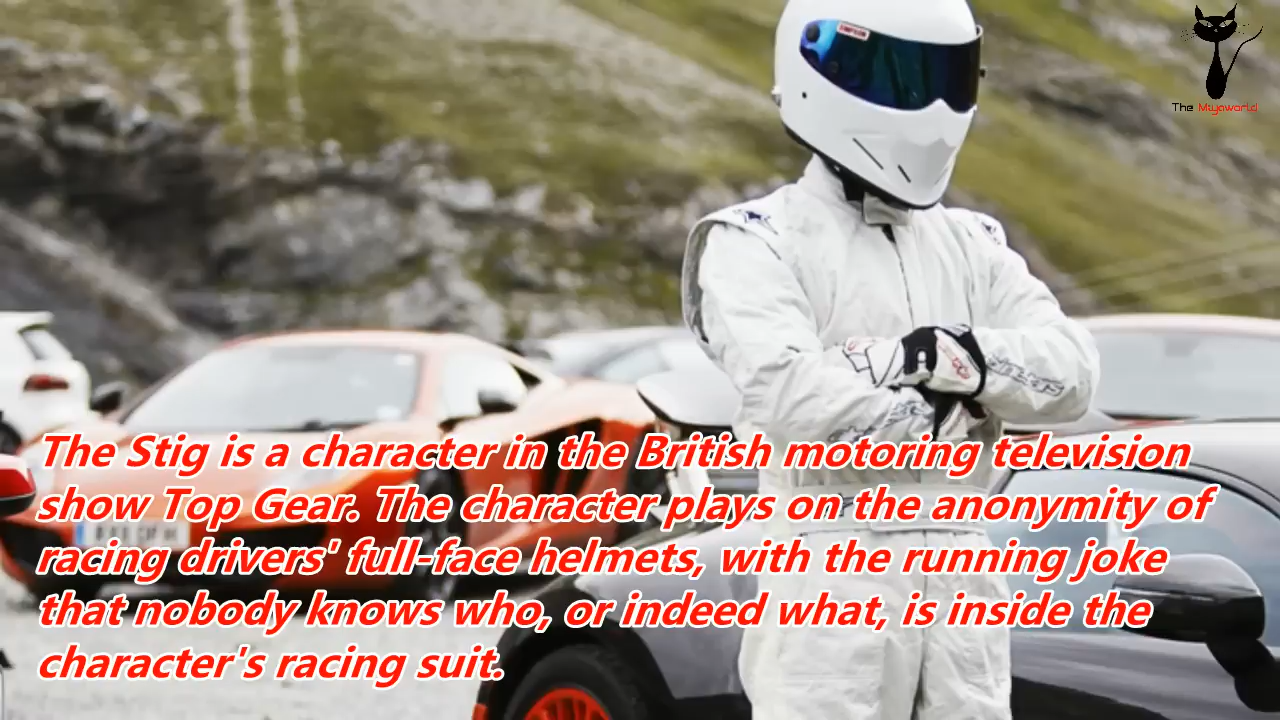 SIMPSON
The Miyaworld
The Stig is a character in the British motoring television
show Top Gear. The character plays on the anonymity of
racing drivers' full-face helmets, with the running joke
that nobody knows who, or indeed what, is inside the
character's racing suit.